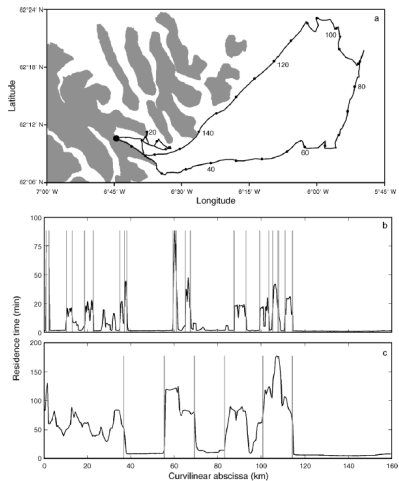 62°24' N
a
100
62°18' N
120
80
Latitude
62°12' N
20
140
60
40
62°06' N
7°00' W
6°45' W
6°30' W
6°15' W
6°00' W
5°45' W
Longitude
100
b
75
50
25
0
Residence time (min)
200
c
150
100
50
0
0
20
40
60
80
100
120
140
160
Curvilinear abscissa (km)